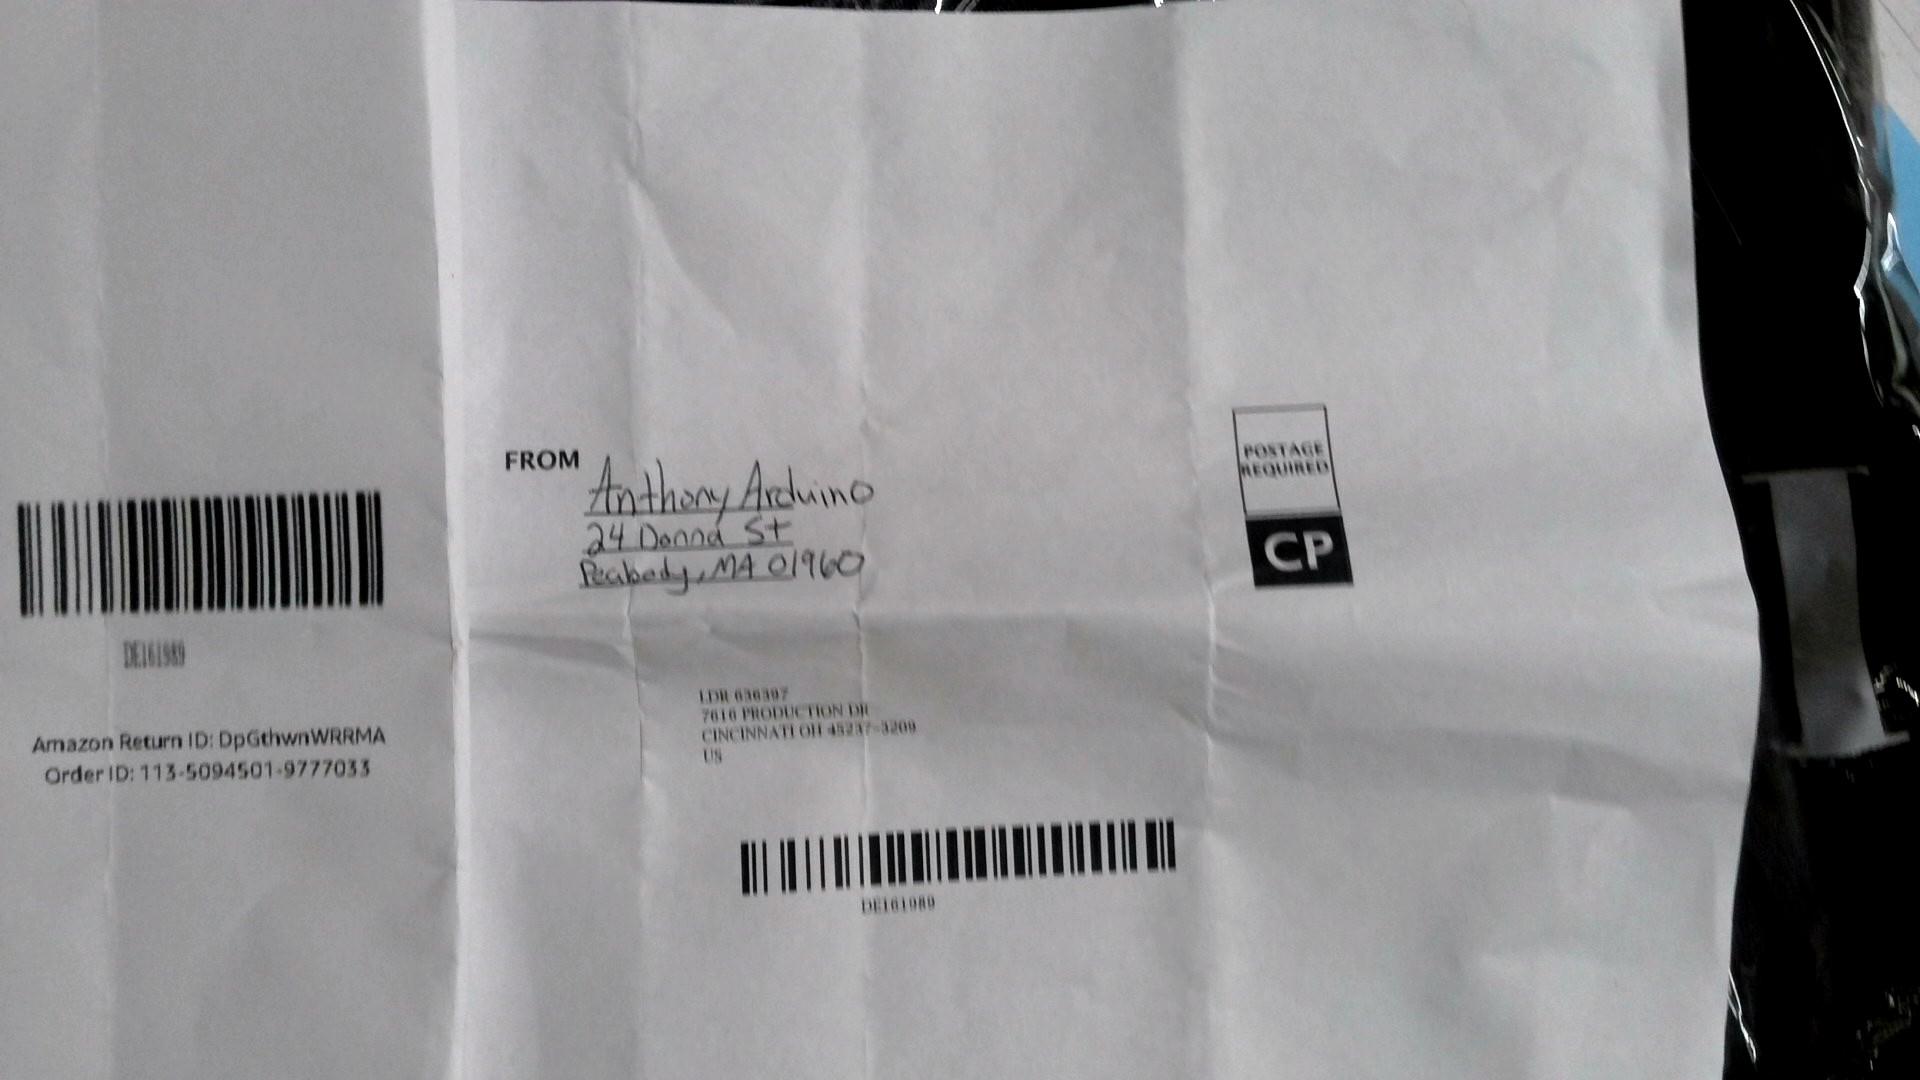 FROM
Anthony Arduino
24 Donna St
Peabody, MA 01960
POSTAGE
REQUIRED
CP
DE161989
Amazon Return ID: DpGthwnWRRMA
Order ID: 113-5094501-9777033
LDR 636397
7616 PRODUCTION DR
CINCINNATI OH 45237-3209
US
DE161989